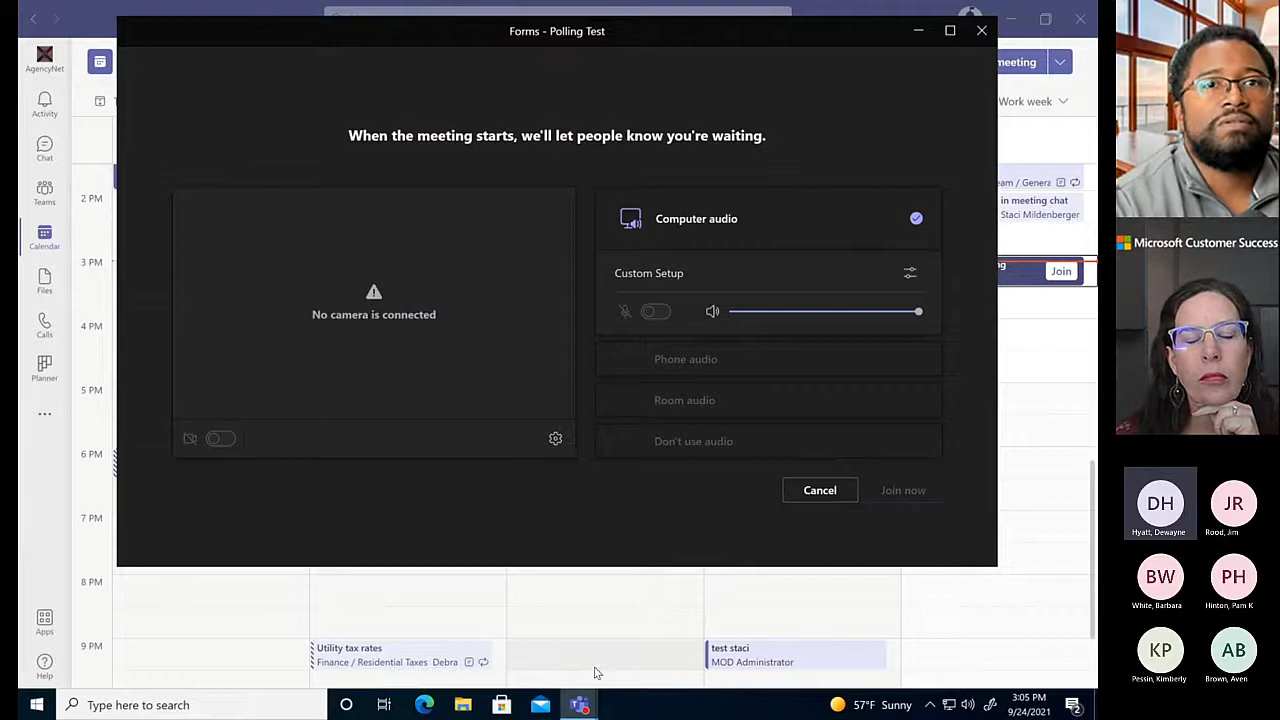 Forms - Polling Test
AgencyNet
meeting
Activity
Work week
When the meeting starts, we'll let people know you're waiting.
Chat
2 PM
Computer audio
in meeting chat
Teams
Staci Mildenberger
Calendar
Microsoft Customer Success
3 PM
Custom Setup
Join
Files
No camera is connected
4 PM
Calls
Phone audio
Planner
5 PM
Room audio
Don't use audio
6 PM
Cancel
Join now
DH
JR
Hyatt, Dewayne
Rood, Jim
7 PM
8 PM
BW
PH
White, Barbara
Hinton, Pam K
Apps
9 PM
Utility tax rates
Finance / Residential Taxes Debra
test staci
MOD Administrator
KP
AB
Pessin, Kimberly
Brown, Aven
Help
Type here to search
57°F Sunny
3:05 PM
9/24/2021
2